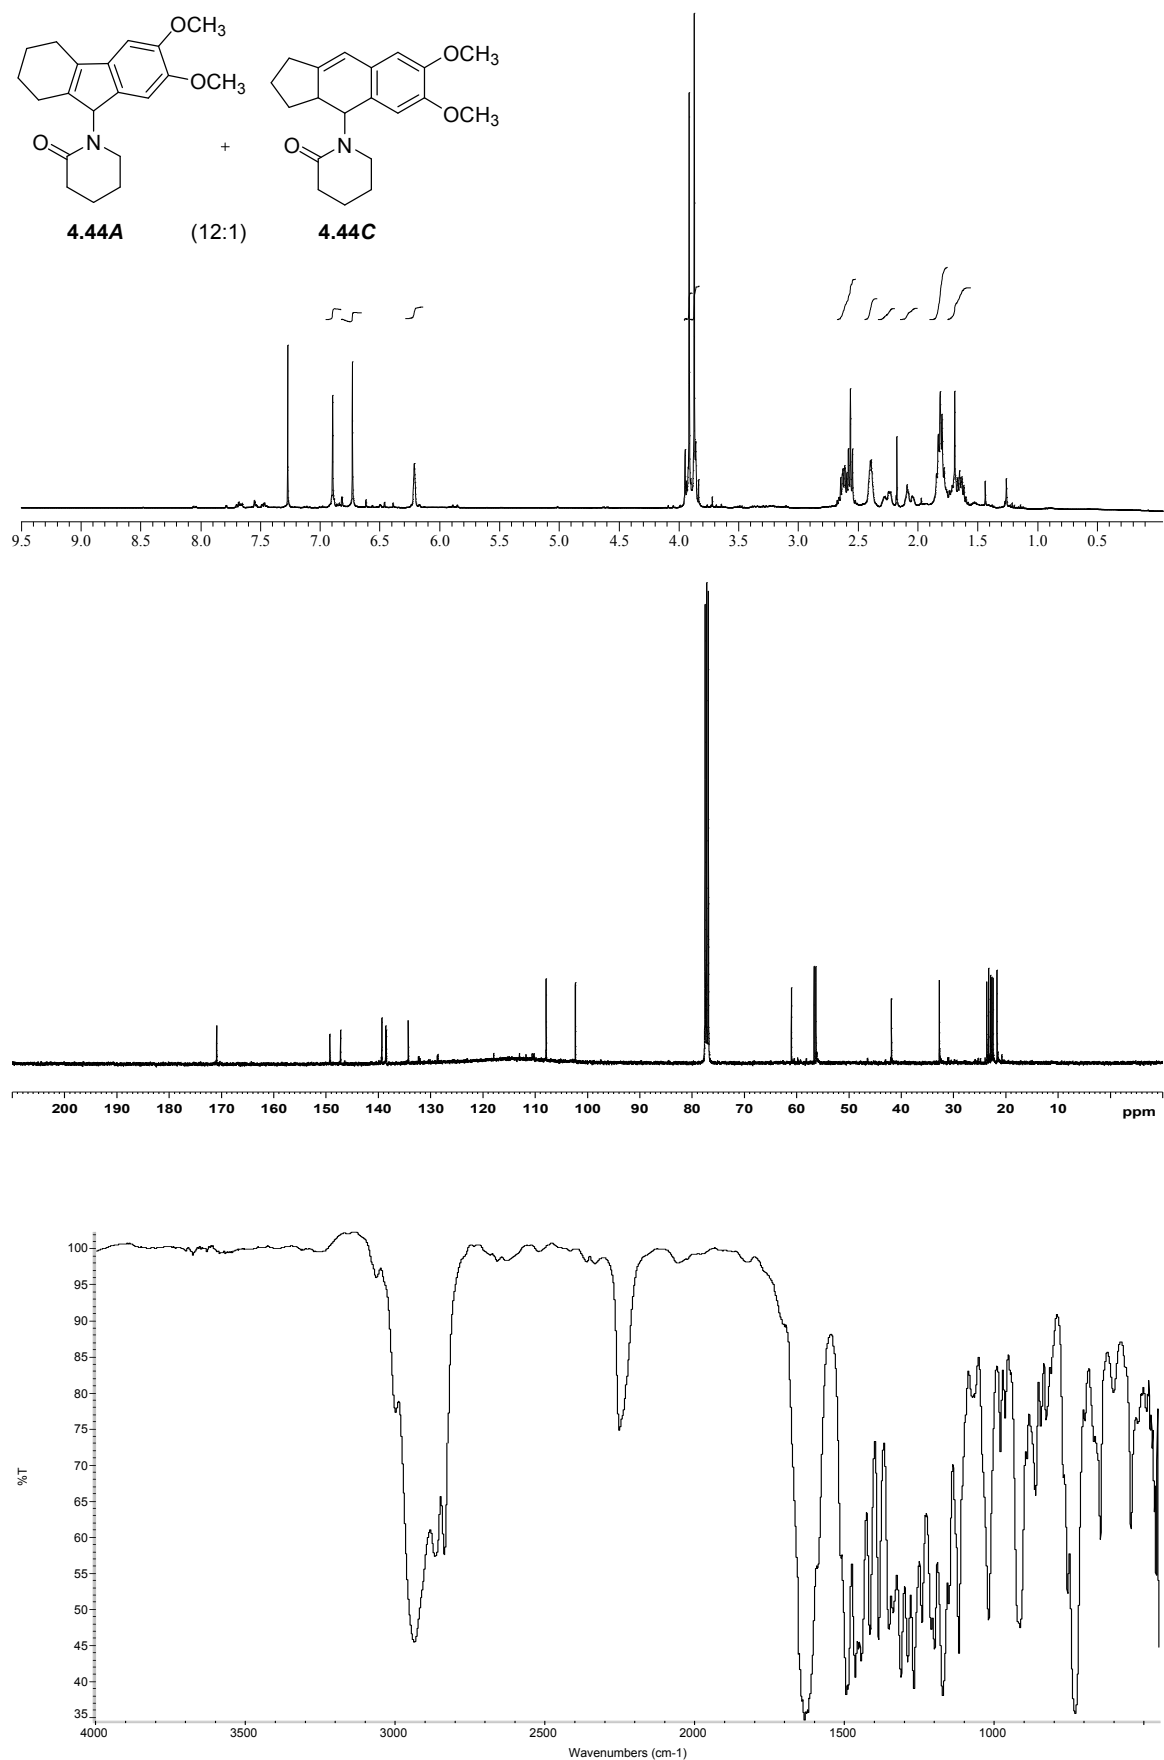 OCH3
OCH3
O
N
+
OCH3
OCH3
O
N
4.44A (12:1) 4.44C
9.5 9.0 8.5 8.0 7.5 7.0 6.5 6.0 5.5 5.0 4.5 4.0 3.5 3.0 2.5 2.0 1.5 1.0 0.5
200 190 180 170 160 150 140 130 120 110 100 90 80 70 60 50 40 30 20 10 ppm
100
95
90
85
80
75
70
65
60
55
50
45
40
35
%T
4000 3500 3000 2500 2000 1500 1000
Wavenumbers (cm-1)